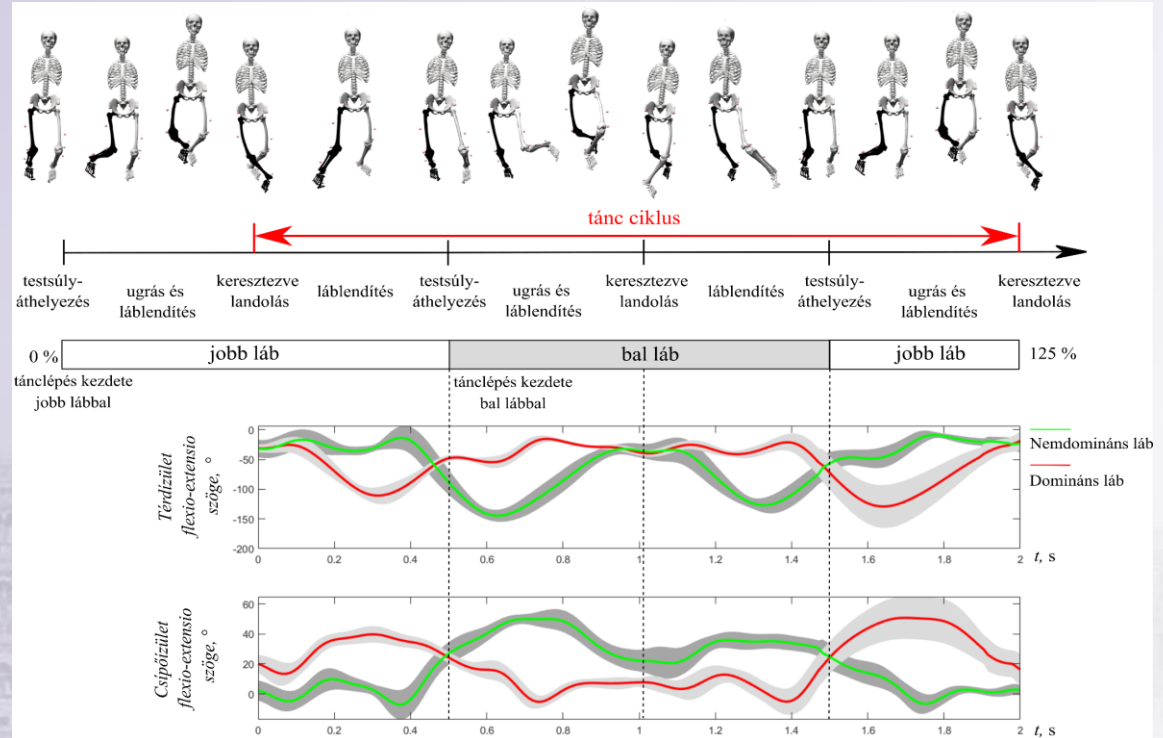 tánc ciklus
testsúly-
áthelyezés
ugrás és
láblendítés
keresztezve
landolás
láblendítés
testsúly-
áthelyezés
ugrás és
láblendítés
keresztezve
landolás
láblendítés
testsúly-
áthelyezés
ugrás és
láblendítés
keresztezve
landolás
0 % jobb láb bal láb jobb láb 125 %
tánclépés kezdete
jobb lábbal
tánclépés kezdete
bal lábbal
Térdízület
flexio-extensio
szöge, °
0
-50
-100
-150
-200
0 0.2 0.4 0.6 0.8 1 1.2 1.4 1.6 1.8 2 t, s
Nemdomináns láb
Domináns láb
Csípőízület
flexio-extensio
szöge, °
60
40
20
0
0 0.2 0.4 0.6 0.8 1 1.2 1.4 1.6 1.8 2 t, s